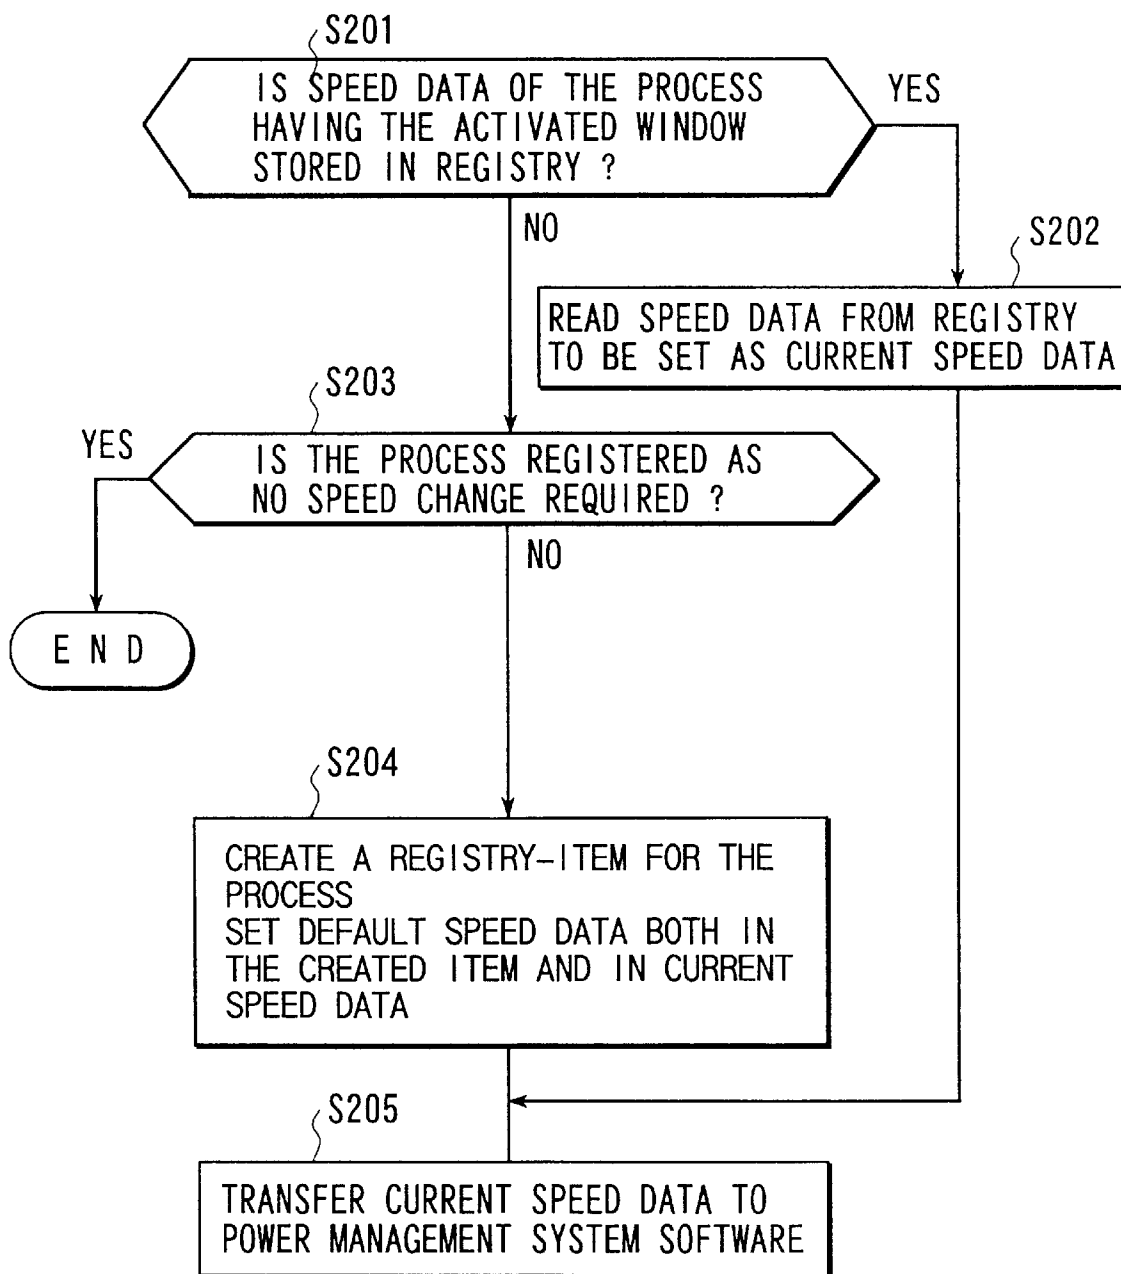 S201
IS SPEED DATA OF THE PROCESS
HAVING THE ACTIVATED WINDOW
STORED IN REGISTRY ?
YES
NO
S202
READ SPEED DATA FROM REGISTRY
TO BE SET AS CURRENT SPEED DATA
S203
YES
IS THE PROCESS REGISTERED AS
NO SPEED CHANGE REQUIRED ?
NO
E N D
S204
CREATE A REGISTRY-ITEM FOR THE
PROCESS
SET DEFAULT SPEED DATA BOTH IN
THE CREATED ITEM AND IN CURRENT
SPEED DATA
S205
TRANSFER CURRENT SPEED DATA TO
POWER MANAGEMENT SYSTEM SOFTWARE